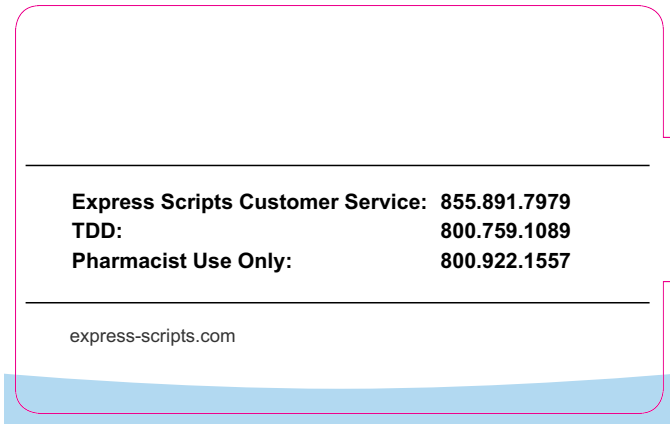 Express Scripts Customer Service: 855.891.7979
TDD: 800.759.1089
Pharmacist Use Only: 800.922.1557
express-scripts.com